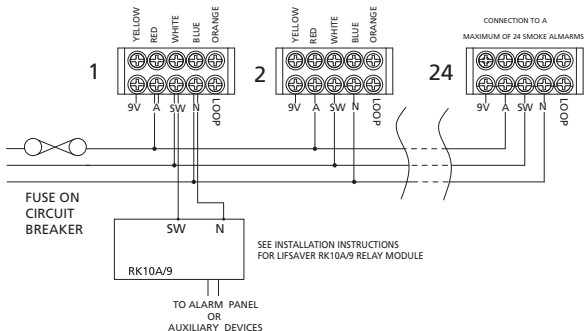 YELLOW
RED
WHITE
BLUE
ORANGE
YELLOW
RED
WHITE
BLUE
ORANGE
CONNECTION TO A
MAXIMUM OF 24 SMOKE ALMARMS
1
2
24
9V A SW N LOOP
9V A SW N LOOP
9V A SW N LOOP
FUSE ON
CIRCUIT
BREAKER
SW N
RK10A/9
SEE INSTALLATION INSTRUCTIONS
FOR LIFSAVER RK10A/9 RELAY MODULE
TO ALARM PANEL
OR
AUXILIARY DEVICES